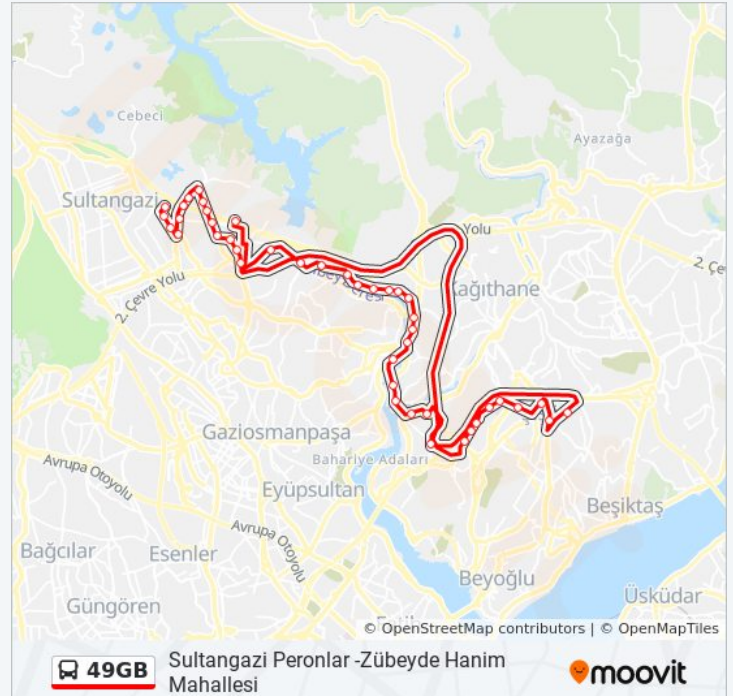 Cebeci
Ayazağa
Sultangazi
Yolu
2. Çe
Kağıthane
2. Çevre Yolu
Gaziosmanpaşa
Bahariye Adaları
Avrupa Otoyolu
Eyüpsultan
Beşiktaş
Avrupa Otoyolu
Bağcılar
Esenler
Beyoğlu
Üsküdar
Güngören
© OpenStreetMap contributors | © OpenMapTiles
49GB
Sultangazi Peronlar -Zübeyde Hanim
Mahallesi
moovit